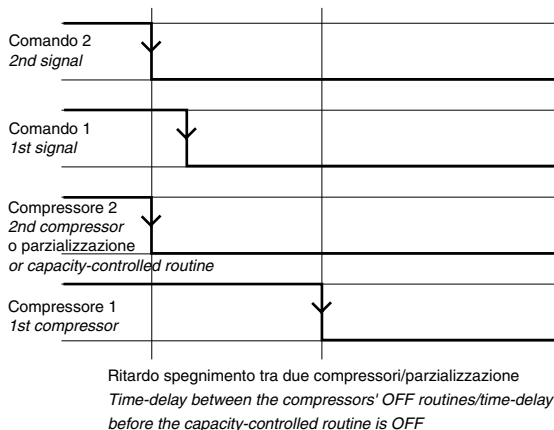 Comando 2
2nd signal
Comando 1
1st signal
Compressore 2
2nd compressor
o parzializzazione
or capacity-controlled routine
Compressore 1
1st compressor
Ritardo spegnimento tra due compressori/parzializzazione
Time-delay between the compressors' OFF routines/time-delay
before the capacity-controlled routine is OFF